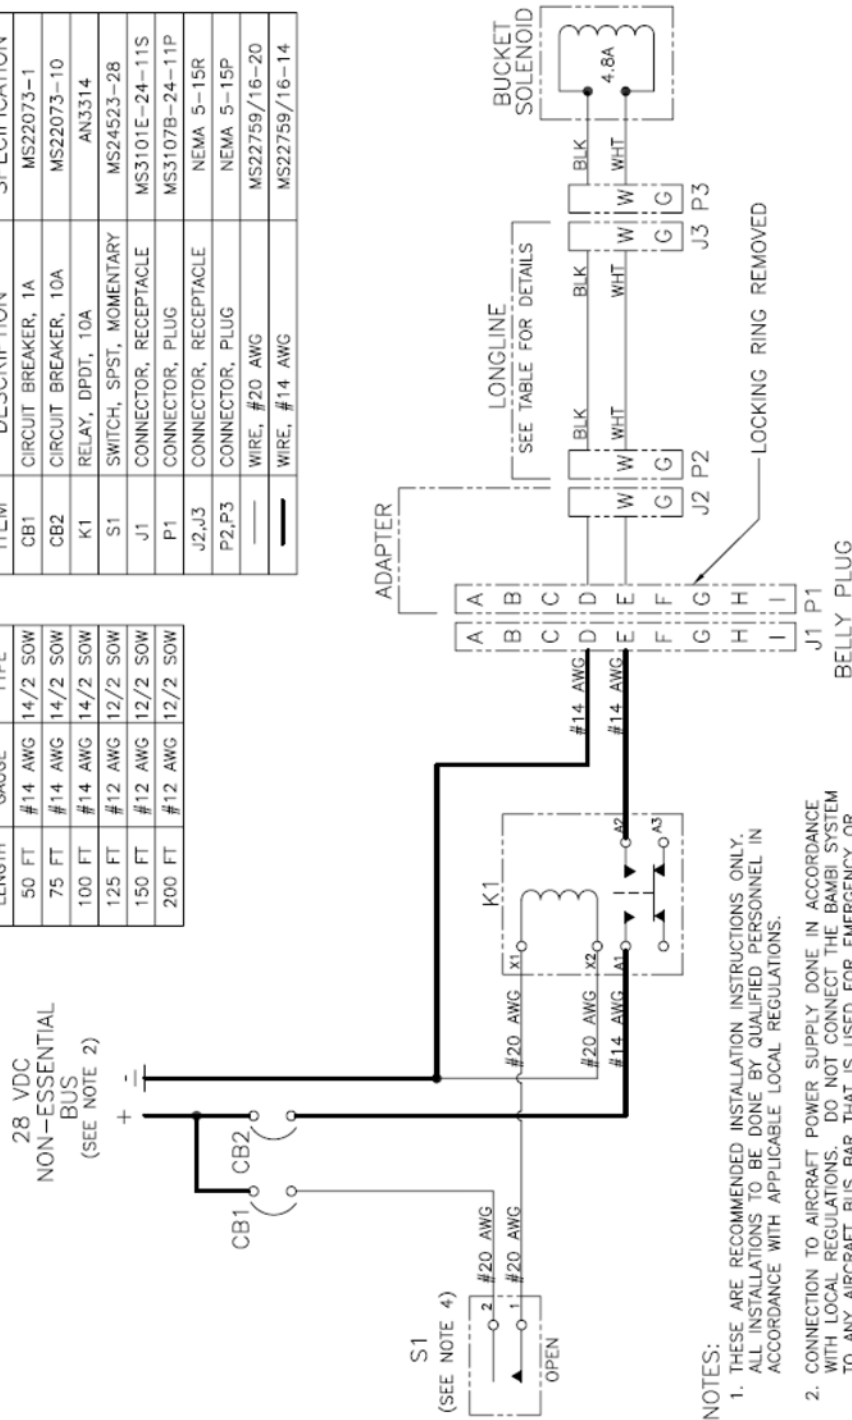 LENGTH GAUGE TYPE
50 FT #14 AWG 14/2 SOW
75 FT #14 AWG 14/2 SOW
100 FT #14 AWG 14/2 SOW
125 FT #12 AWG 12/2 SOW
150 FT #12 AWG 12/2 SOW
200 FT #12 AWG 12/2 SOW
ITEM DESCRIPTION SPECIFICATION
CB1 CIRCUIT BREAKER, 1A MS22073-1
CB2 CIRCUIT BREAKER, 10A MS22073-10
K1 RELAY, DPDT, 10A AN3314
S1 SWITCH, SPST, MOMENTARY MS24523-28
J1 CONNECTOR, RECEPTACLE MS3101E-24-11S
P1 CONNECTOR, PLUG MS3107B-24-11P
J2,J3 CONNECTOR, RECEPTACLE NEMA 5-15R
P2,P3 CONNECTOR, PLUG NEMA 5-15P
WIRE, #20 AWG MS22759/16-20
WIRE, #14 AWG MS22759/16-14
28 VDC
NON-ESSENTIAL
BUS
(SEE NOTE 2)
+ -
CB1
CB2
S1
(SEE NOTE 4)
2
1
OPEN
#20 AWG
#20 AWG
#20 AWG
#20 AWG
#14 AWG
K1
X1
X2
A1
A2
A3
#14 AWG
#14 AWG
ADAPTER
A A
B B
C C
D D
E E
F F
G G
H H
I I
J1 P1
BELLY PLUG
W W
G G
J2 P2
LONGLINE
SEE TABLE FOR DETAILS
BLK
WHT
BLK
WHT
W W
G G
J3 P3
BLK
WHT
BUCKET
SOLENOID
4.8A
LOCKING RING REMOVED
NOTES:
1. THESE ARE RECOMMENDED INSTALLATION INSTRUCTIONS ONLY.
ALL INSTALLATIONS TO BE DONE BY QUALIFIED PERSONNEL IN
ACCORDANCE WITH APPLICABLE LOCAL REGULATIONS.
2. CONNECTION TO AIRCRAFT POWER SUPPLY DONE IN ACCORDANCE
WITH LOCAL REGULATIONS. DO NOT CONNECT THE BAMBI SYSTEM
TO ANY AIRCRAFT BUS BAR THAT IS USED FOR EMERGENCY OR